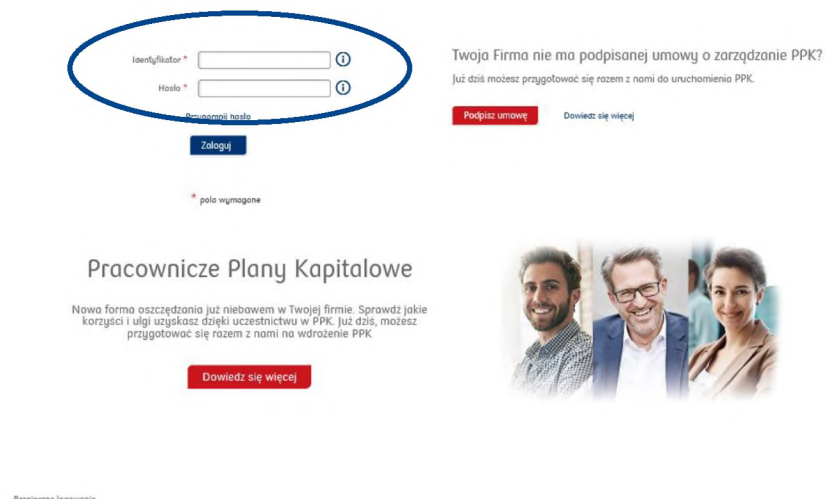 Identyfikator *
Hasło *
Przypomnij hasło
Zaloguj
* pola wymagane
Twoja Firma nie ma podpisanej umowy o zarządzanie PPK?
Już dziś możesz przygotować się razem z nami do uruchomienia PPK.
Podpisz umowę Dowiedz się więcej
Pracownicze Plany Kapitałowe
Nowa forma oszczędzania już niebawem w Twojej firmie. Sprawdź jakie
korzyści i ulgi uzyskasz dzięki uczestnictwu w PPK. Już dziś, możesz
przygotować się razem z nami na wdrożenie PPK
Dowiedz się więcej